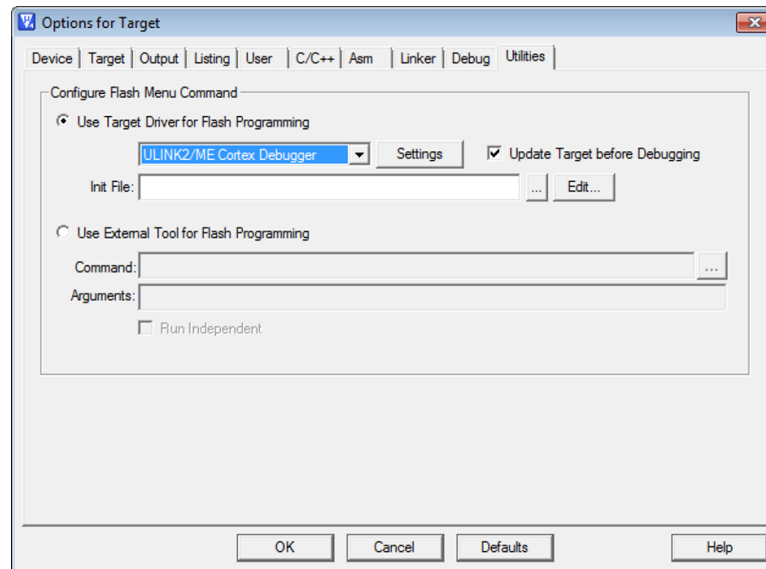 Options for Target
Device Target Output Listing User C/C++ Asm Linker Debug Utilities
Configure Flash Menu Command
Use Target Driver for Flash Programming
ULINK2/ME Cortex Debugger Settings Update Target before Debugging
Init File: ... Edit...
Use External Tool for Flash Programming
Command: ...
Arguments:
Run Independent
OK Cancel Defaults Help